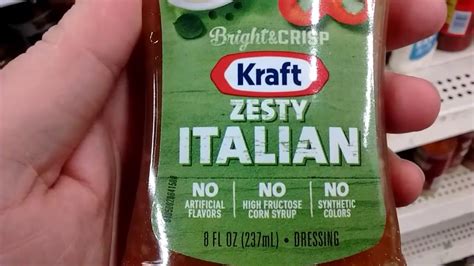 Bright & CRISP
Kraft
ZESTY
ITALIAN
NO ARTIFICIAL FLAVORS
NO HIGH FRUCTOSE CORN SYRUP
NO SYNTHETIC COLORS
8 FL OZ (237mL) • DRESSING